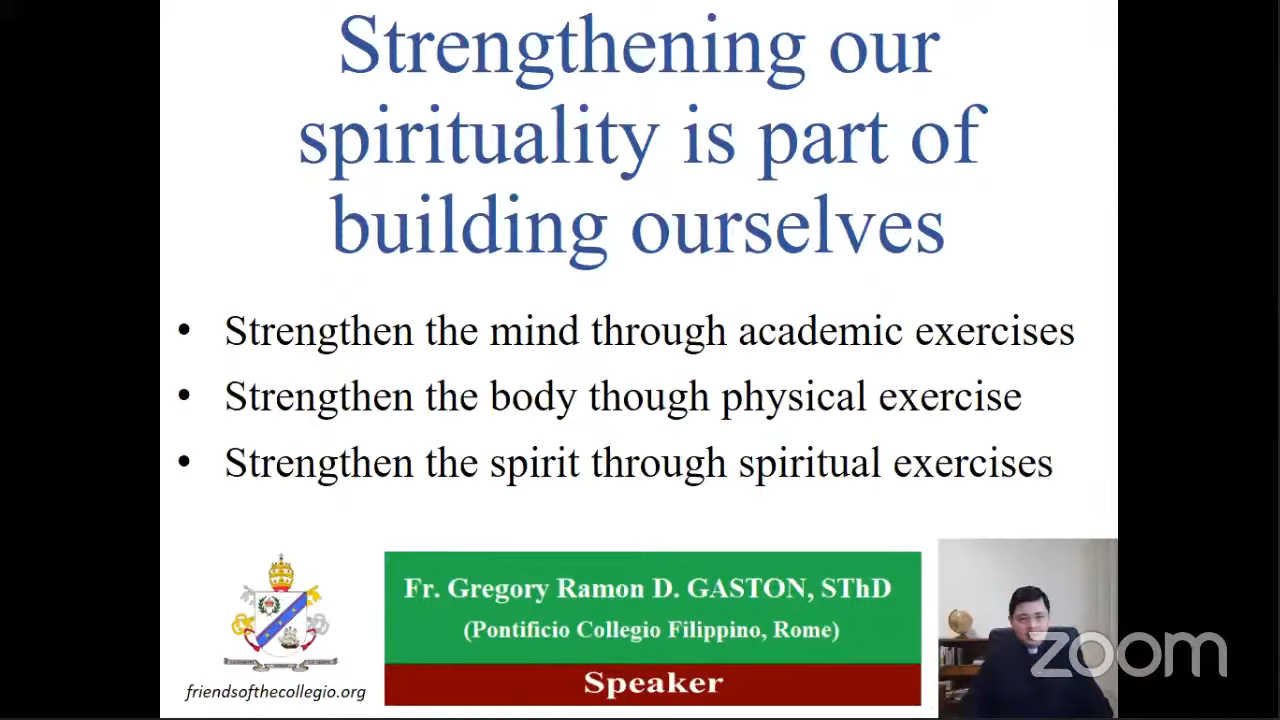 Strengthening our
spirituality is part of
building ourselves
• Strengthen the mind through academic exercises
• Strengthen the body though physical exercise
• Strengthen the spirit through spiritual exercises
Fr. Gregory Ramon D. GASTON, SThD
(Pontificio Collegio Filippino, Rome)
Speaker
friendsofthecollegio.org
zoom